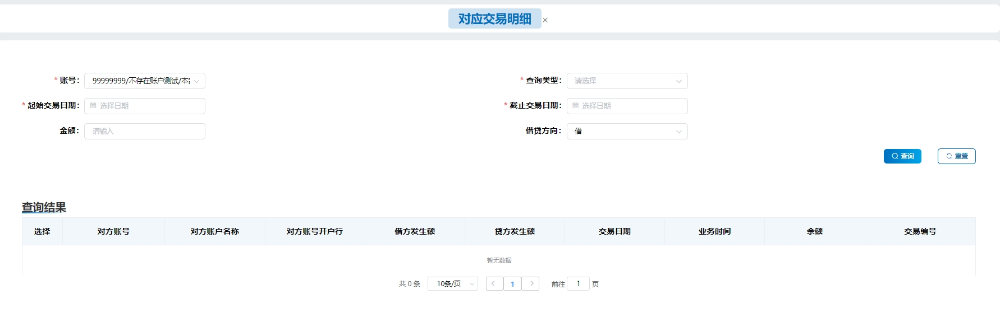 对应交易明细
* 账号： 99999999/不存在账户测试/本 * 查询类型： 请选择
* 起始交易日期： 选择日期 * 截止交易日期： 选择日期
金额： 请输入 借贷方向： 借
查询 重置
查询结果
选择 对方账号 对方账户名称 对方账号开户行 借方发生额 贷方发生额 交易日期 业务时间 余额 交易编号
暂无数据
共 0 条 10条/页 1 前往 1 页